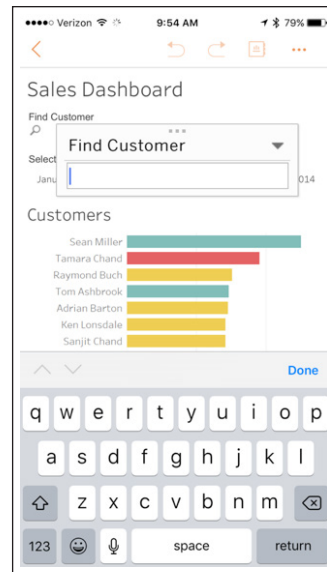 Verizon 9:54 AM 79%
Sales Dashboard
Find Customer
Find Customer
Select
Janu 014
Customers
Sean Miller
Tamara Chand
Raymond Buch
Tom Ashbrook
Adrian Barton
Ken Lonsdale
Sanjit Chand
Done
q w e r t y u i o p
a s d f g h j k l
z x c v b n m
123 space return